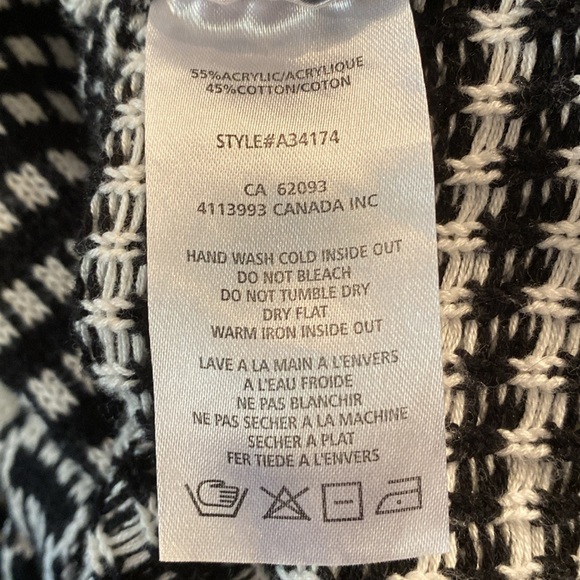 55%ACRYLIC/ACRYLIQUE
45%COTTON/COTON
STYLE#A34174
CA 62093
4113993 CANADA INC
HAND WASH COLD INSIDE OUT
DO NOT BLEACH
DO NOT TUMBLE DRY
DRY FLAT
WARM IRON INSIDE OUT
LAVE A LA MAIN A L'ENVERS
A L'EAU FROIDE
NE PAS BLANCHIR
NE PAS SECHER A LA MACHINE
SECHER A PLAT
FER TIEDE A L'ENVERS